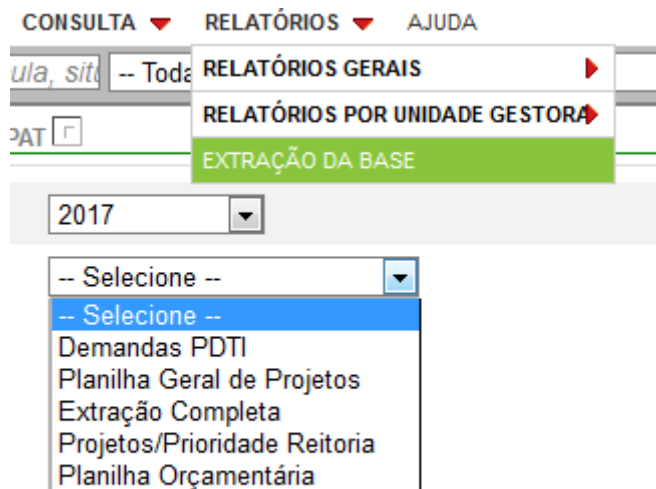 CONSULTA RELATÓRIOS AJUDA
ula, sit -- Toda RELATÓRIOS GERAIS
RELATÓRIOS POR UNIDADE GESTORA
PAT
EXTRAÇÃO DA BASE
2017
-- Selecione --
-- Selecione --
Demandas PDTI
Planilha Geral de Projetos
Extração Completa
Projetos/Prioridade Reitoria
Planilha Orçamentária